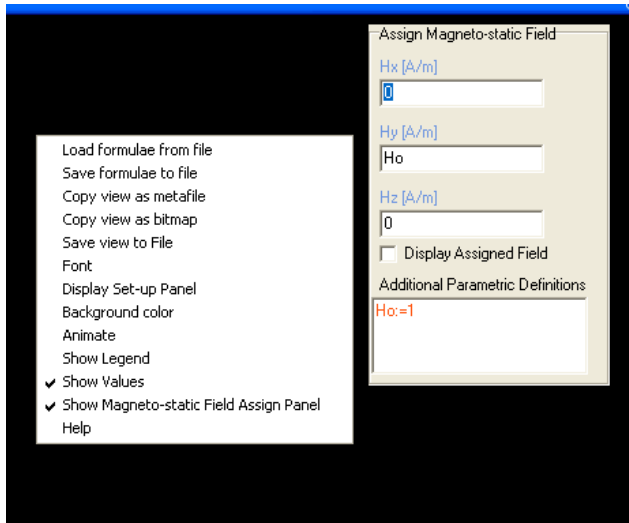 Assign Magneto-static Field
Hx [A/m]
0
Hy [A/m]
Ho
Hz [A/m]
0
Display Assigned Field
Additional Parametric Definitions
Ho:=1
Load formulae from file
Save formulae to file
Copy view as metafile
Copy view as bitmap
Save view to File
Font
Display Set-up Panel
Background color
Animate
Show Legend
Show Values
Show Magneto-static Field Assign Panel
Help